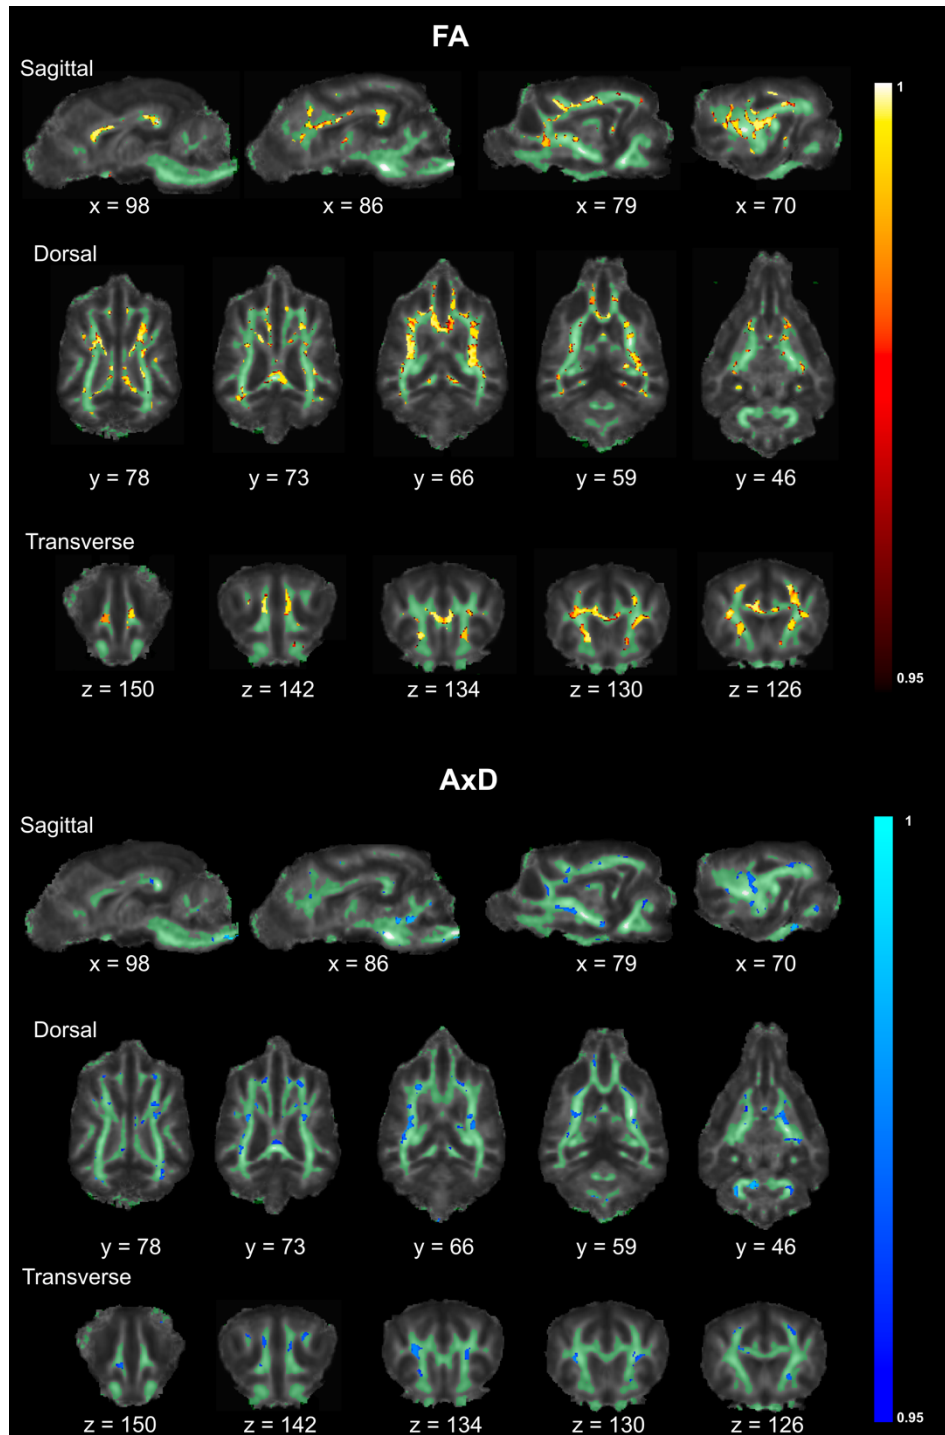 FA
Sagittal
1
x = 98 x = 86 x = 79 x = 70
Dorsal
y = 78 y = 73 y = 66 y = 59 y = 46
Transverse
0.95
z = 150 z = 142 z = 134 z = 130 z = 126
AxD
Sagittal
1
x = 98 x = 86 x = 79 x = 70
Dorsal
y = 78 y = 73 y = 66 y = 59 y = 46
Transverse
0.95
z = 150 z = 142 z = 134 z = 130 z = 126